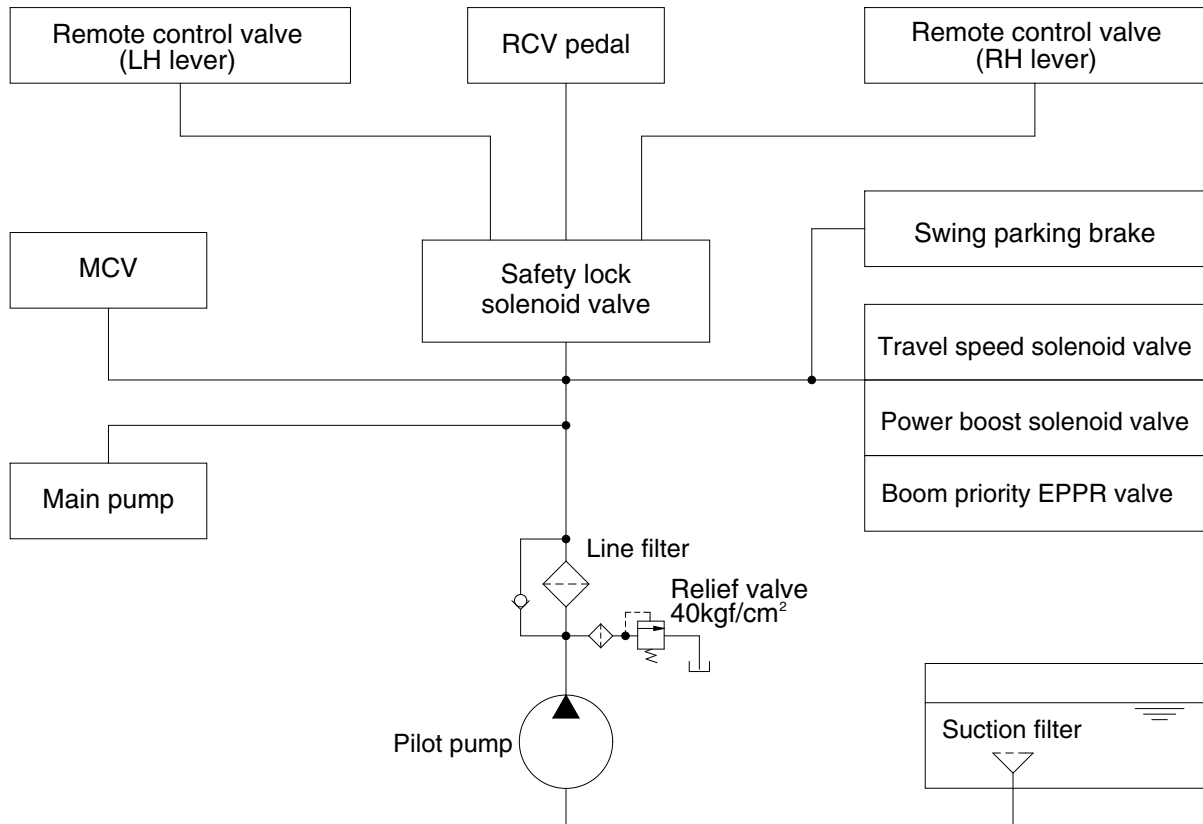 Remote control valve
(LH lever)
RCV pedal
Remote control valve
(RH lever)
MCV
Safety lock
solenoid valve
Swing parking brake
Travel speed solenoid valve
Power boost solenoid valve
Boom priority EPPR valve
Main pump
Line filter
Relief valve
40kgf/cm²
Pilot pump
Suction filter